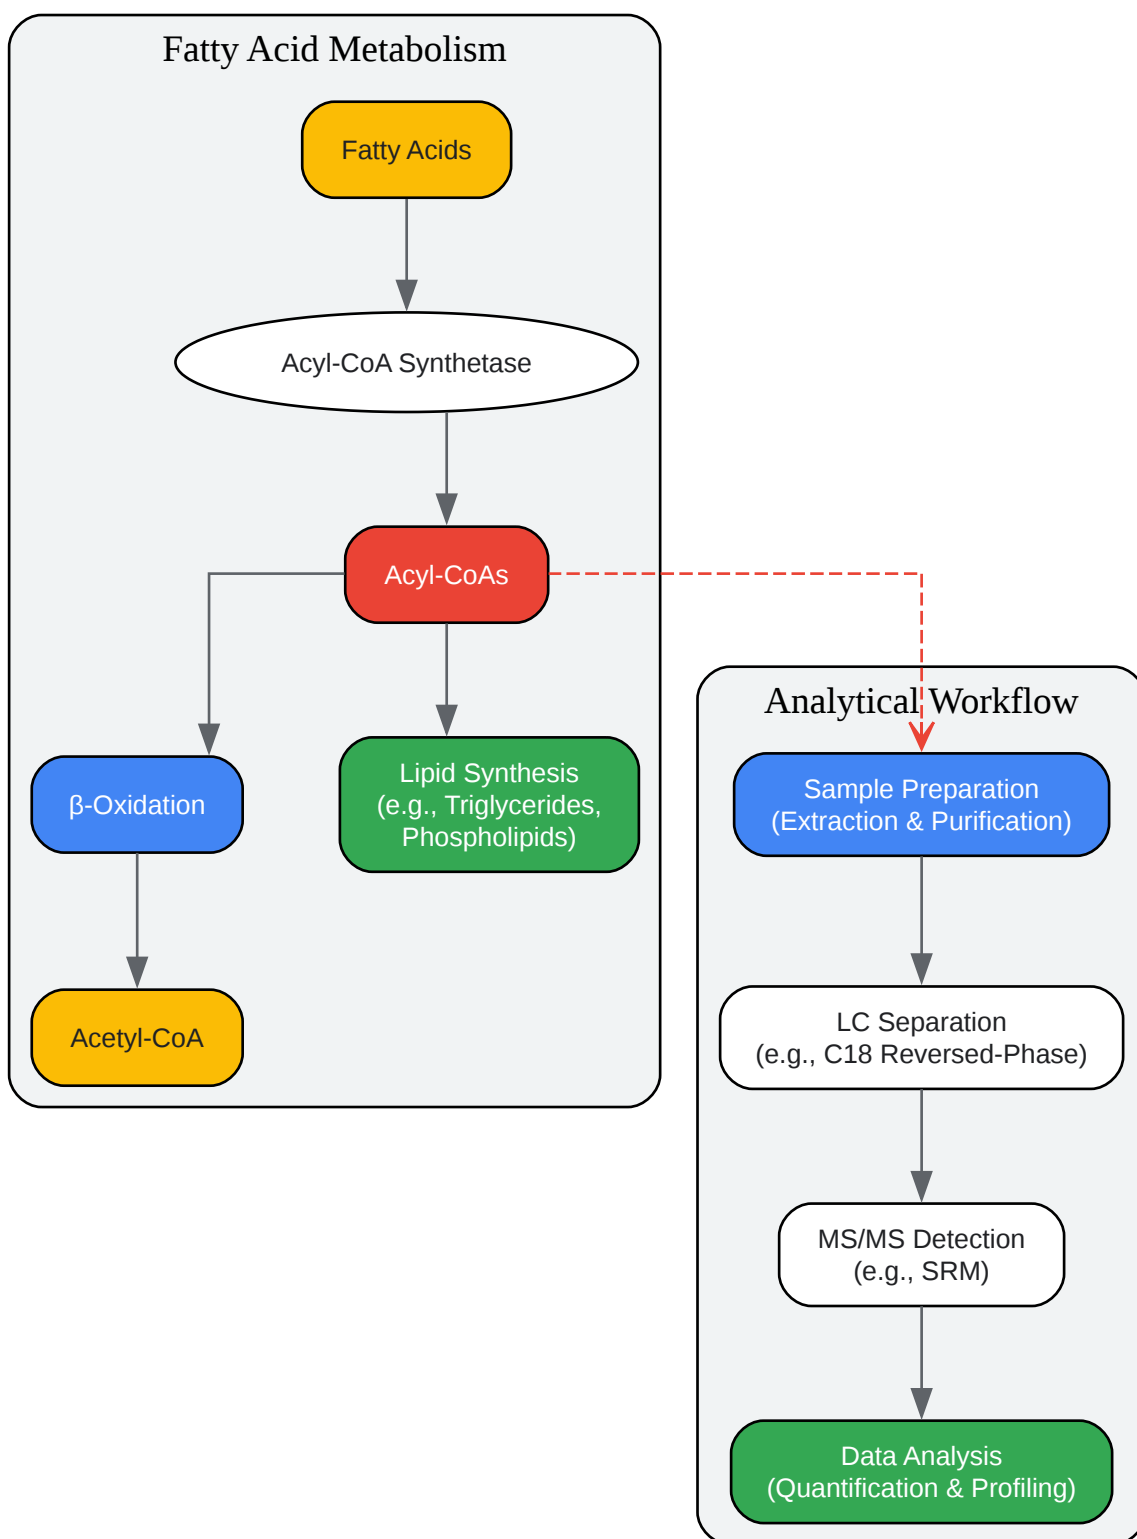 Fatty Acid Metabolism
Fatty Acids
Acyl-CoA Synthetase
Acyl-CoAs
β-Oxidation
Lipid Synthesis
(e.g., Triglycerides,
Phospholipids)
Acetyl-CoA
Analytical Workflow
Sample Preparation
(Extraction & Purification)
LC Separation
(e.g., C18 Reversed-Phase)
MS/MS Detection
(e.g., SRM)
Data Analysis
(Quantification & Profiling)